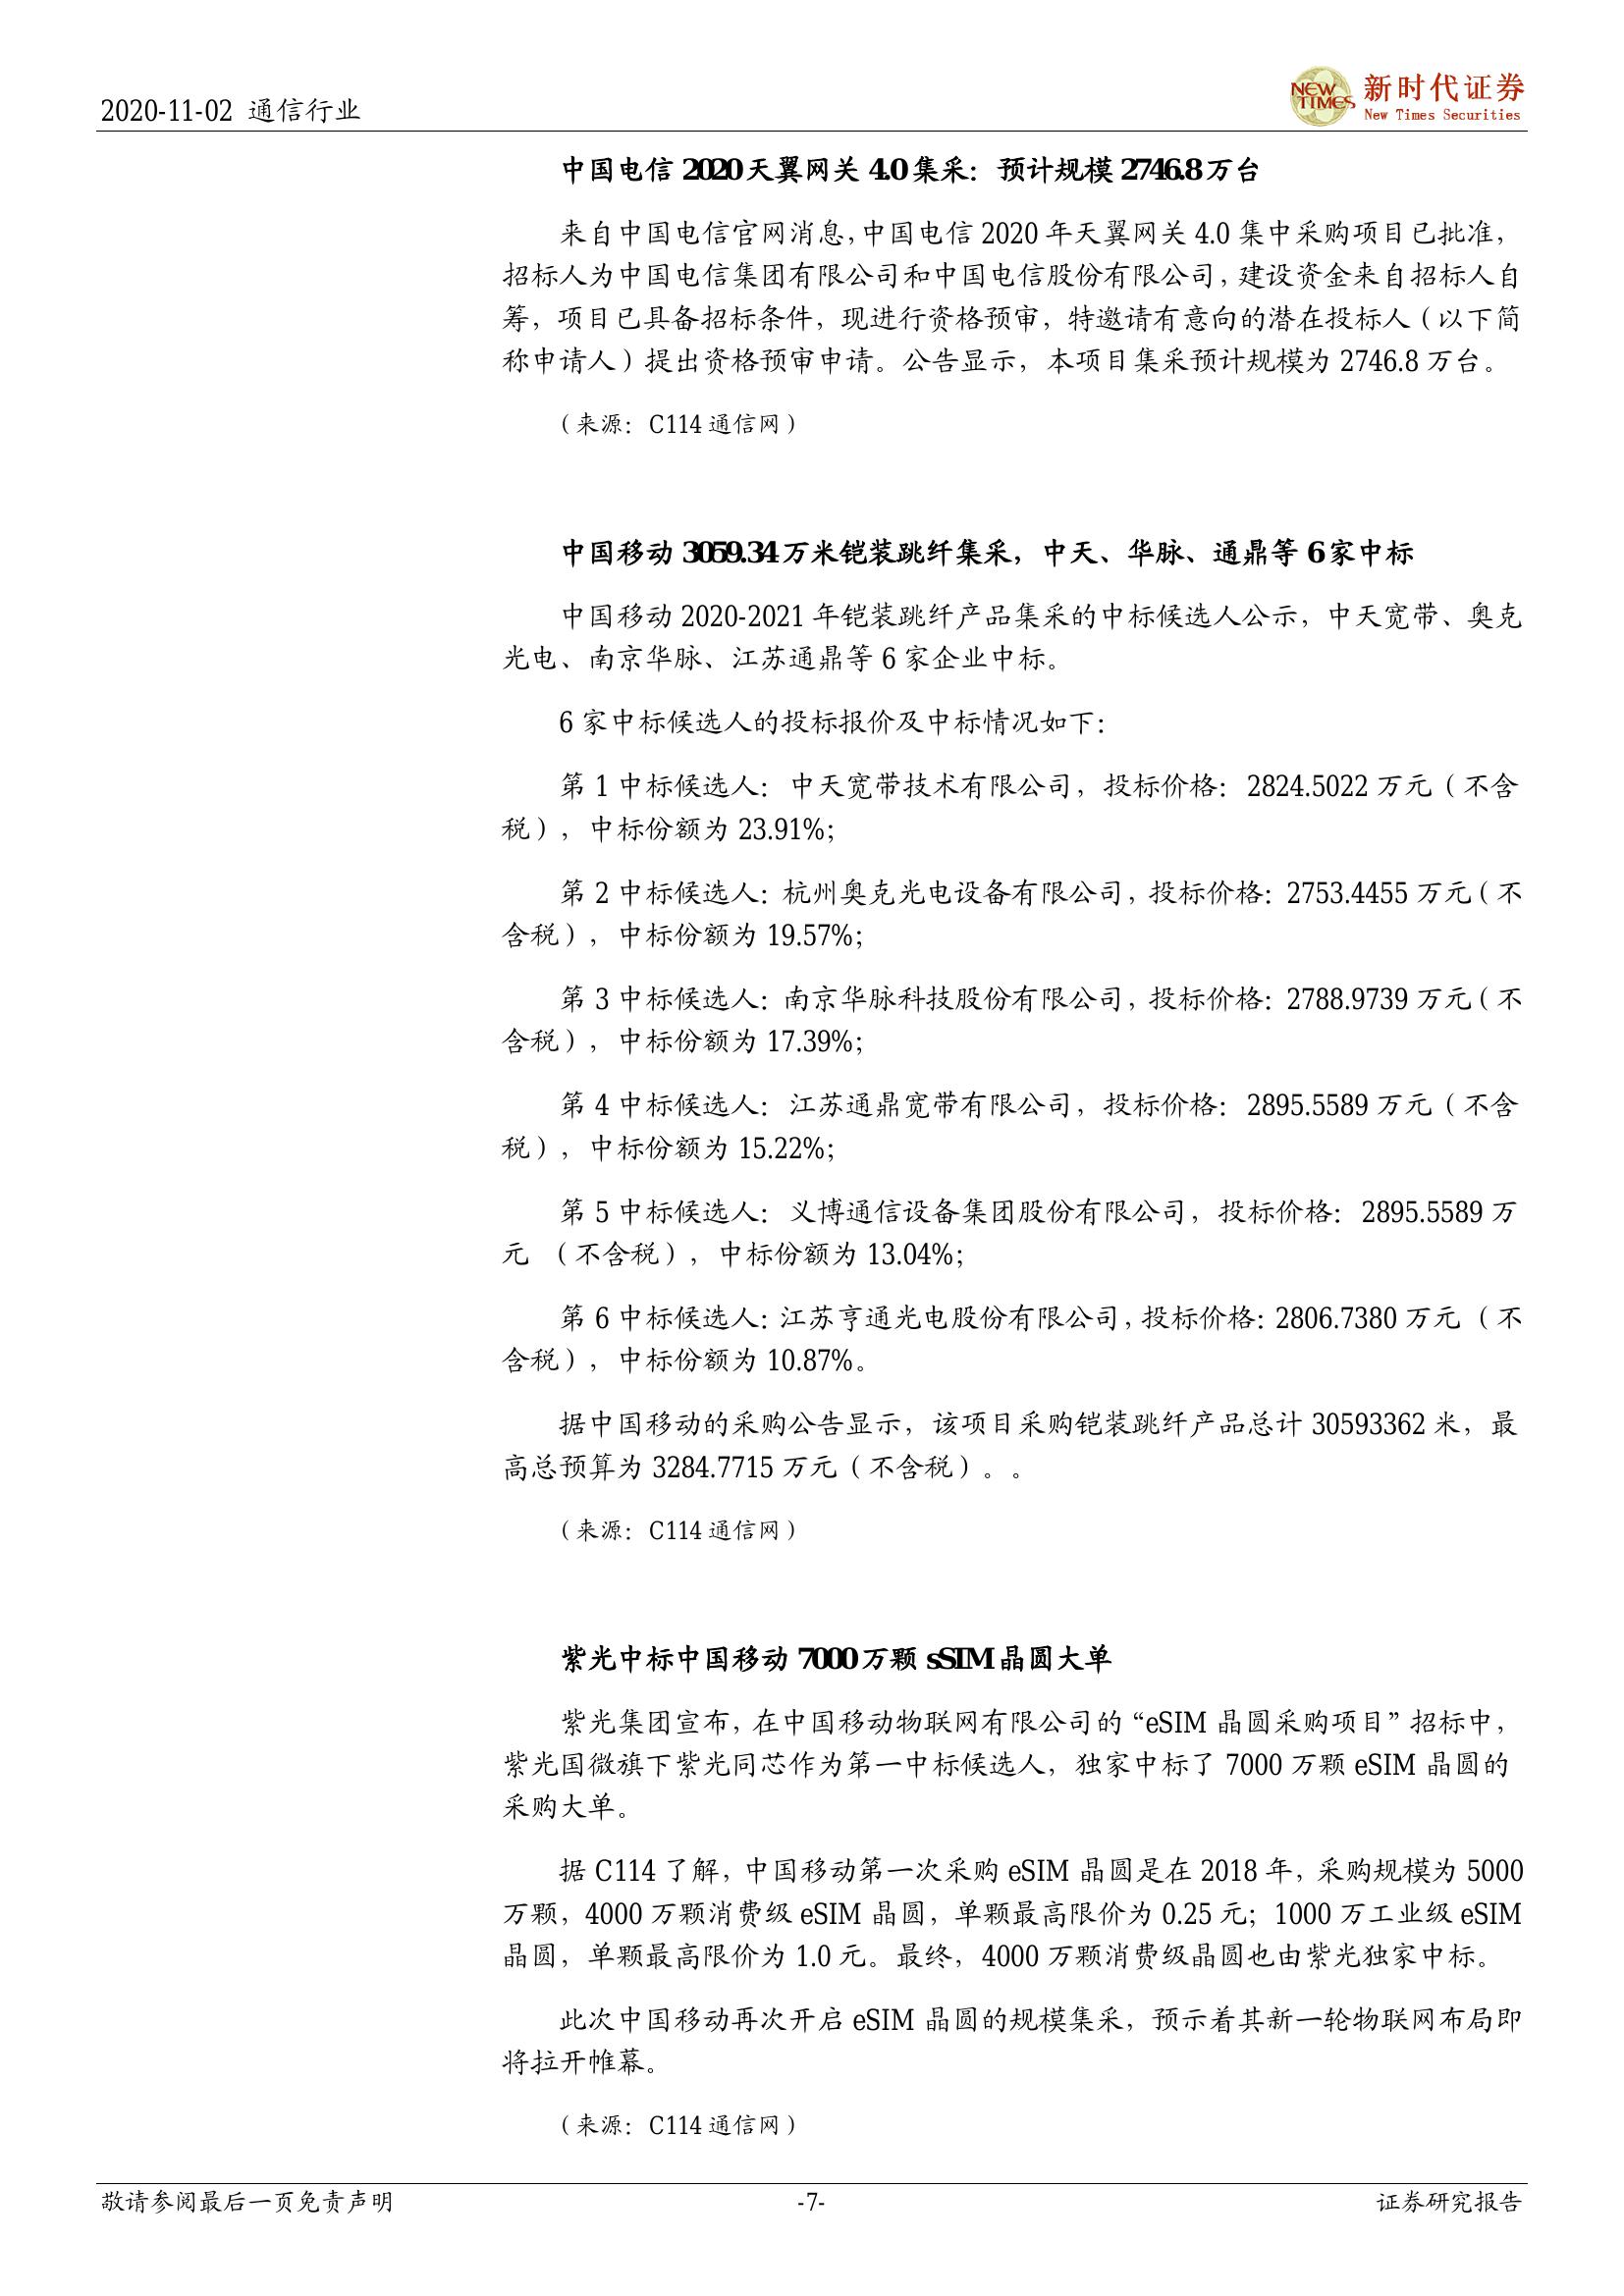 2020-11-02 通信行业
NEW TIMES
新时代证券
New Times Securities
中国电信 2020 天翼网关 4.0 集采：预计规模 2746.8 万台
来自中国电信官网消息，中国电信 2020 年天翼网关 4.0 集中采购项目已批准，
招标人为中国电信集团有限公司和中国电信股份有限公司，建设资金来自招标人自
筹，项目已具备招标条件，现进行资格预审，特邀请有意向的潜在投标人（以下简
称申请人）提出资格预审申请。公告显示，本项目集采预计规模为 2746.8 万台。
（来源：C114 通信网）
中国移动 3059.34 万米铠装跳纤集采，中天、华脉、通鼎等 6 家中标
中国移动 2020-2021 年铠装跳纤产品集采的中标候选人公示，中天宽带、奥克
光电、南京华脉、江苏通鼎等 6 家企业中标。
6 家中标候选人的投标报价及中标情况如下：
第 1 中标候选人：中天宽带技术有限公司，投标价格：2824.5022 万元（不含
税），中标份额为 23.91%；
第 2 中标候选人：杭州奥克光电设备有限公司，投标价格：2753.4455 万元（不
含税），中标份额为 19.57%；
第 3 中标候选人：南京华脉科技股份有限公司，投标价格：2788.9739 万元（不
含税），中标份额为 17.39%；
第 4 中标候选人：江苏通鼎宽带有限公司，投标价格：2895.5589 万元（不含
税），中标份额为 15.22%；
第 5 中标候选人：义博通信设备集团股份有限公司，投标价格：2895.5589 万
元 （不含税），中标份额为 13.04%；
第 6 中标候选人：江苏亨通光电股份有限公司，投标价格：2806.7380 万元 （不
含税），中标份额为 10.87%。
据中国移动的采购公告显示，该项目采购铠装跳纤产品总计 30593362 米，最
高总预算为 3284.7715 万元（不含税）。。
（来源：C114 通信网）
紫光中标中国移动 7000 万颗 sSIM 晶圆大单
紫光集团宣布，在中国移动物联网有限公司的 “eSIM 晶圆采购项目” 招标中，
紫光国微旗下紫光同芯作为第一中标候选人，独家中标了 7000 万颗 eSIM 晶圆的
采购大单。
据 C114 了解，中国移动第一次采购 eSIM 晶圆是在 2018 年，采购规模为 5000
万颗，4000 万颗消费级 eSIM 晶圆，单颗最高限价为 0.25 元；1000 万工业级 eSIM
晶圆，单颗最高限价为 1.0 元。最终，4000 万颗消费级晶圆也由紫光独家中标。
此次中国移动再次开启 eSIM 晶圆的规模集采，预示着其新一轮物联网布局即
将拉开帷幕。
（来源：C114 通信网）
敬请参阅最后一页免责声明
-7-
证券研究报告